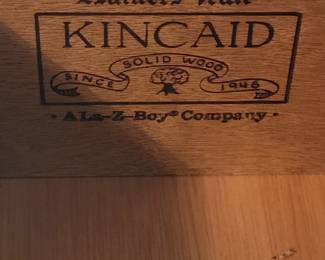 KINCAID
SOLID WOOD
SINCE 1946
• A La-Z-Boy® Company •